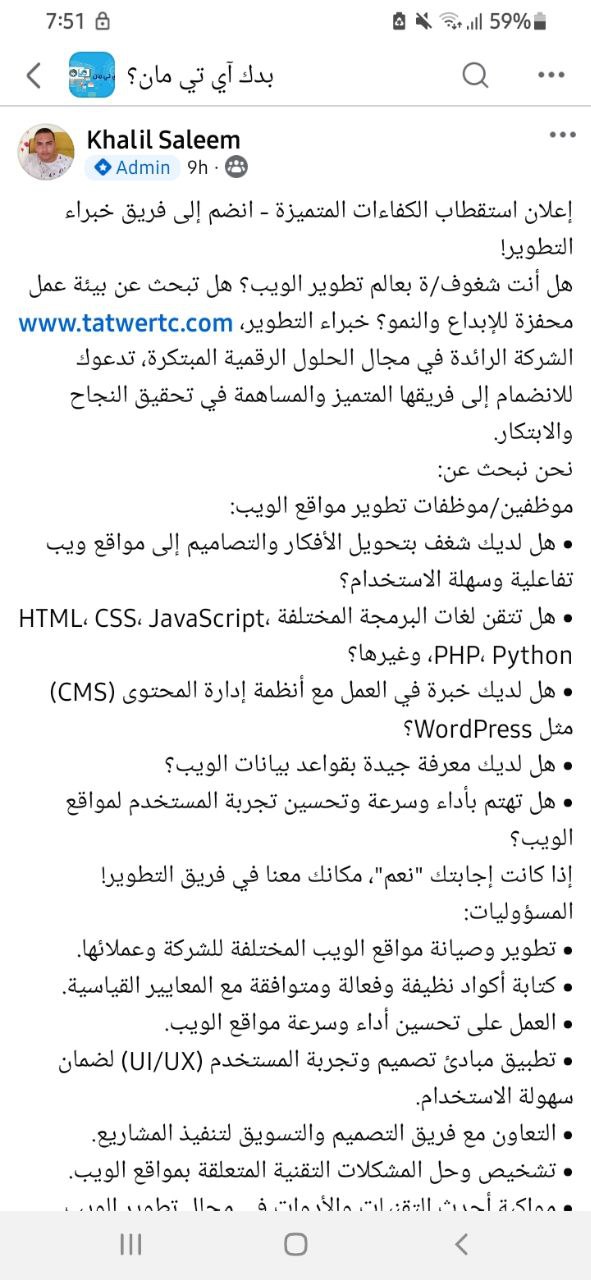 7:51
59%
بدك آي تي مان؟
Khalil Saleem
Admin 9h ·
إعلان استقطاب الكفاءات المتميزة - انضم إلى فريق خبراء
التطوير!
هل أنت شغوف/ة بعالم تطوير الويب؟ هل تبحث عن بيئة عمل
محفزة للإبداع والنمو؟ خبراء التطوير، www.tatwertc.com
الشركة الرائدة في مجال الحلول الرقمية المبتكرة، تدعوك
للانضمام إلى فريقها المتميز والمساهمة في تحقيق النجاح
والابتكار.
نحن نبحث عن:
موظفين/موظفات تطوير مواقع الويب:
• هل لديك شغف بتحويل الأفكار والتصاميم إلى مواقع ويب
تفاعلية وسهلة الاستخدام؟
• هل تتقن لغات البرمجة المختلفة HTML، CSS، JavaScript،
PHP، Python، وغيرها؟
• هل لديك خبرة في العمل مع أنظمة إدارة المحتوى (CMS)
مثل WordPress؟
• هل لديك معرفة جيدة بقواعد بيانات الويب؟
• هل تهتم بأداء وسرعة وتحسين تجربة المستخدم لمواقع
الويب؟
إذا كانت إجابتك "نعم"، مكانك معنا في فريق التطوير!
المسؤوليات:
• تطوير وصيانة مواقع الويب المختلفة للشركة وعملائها.
• كتابة أكواد نظيفة وفعالة ومتوافقة مع المعايير القياسية.
• العمل على تحسين أداء وسرعة مواقع الويب.
• تطبيق مبادئ تصميم وتجربة المستخدم (UI/UX) لضمان
سهولة الاستخدام.
• التعاون مع فريق التصميم والتسويق لتنفيذ المشاريع.
• تشخيص وحل المشكلات التقنية المتعلقة بمواقع الويب.
• مواكبة أحدث التقنيات والأدوات في مجال تطوير الويب